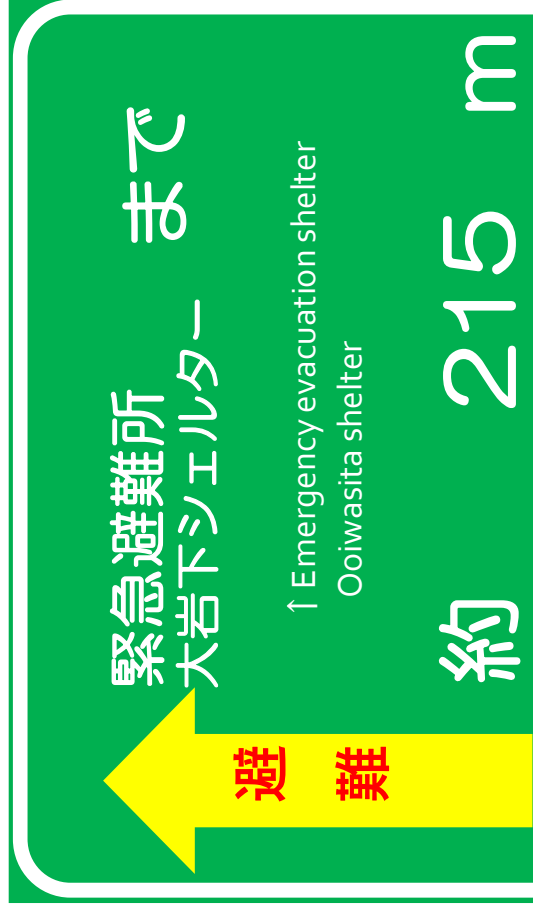 緊急避難所 まで
大岩下シェルター
↑Emergency evacuation shelter
Ooiwasita shelter
約 215 m
避難